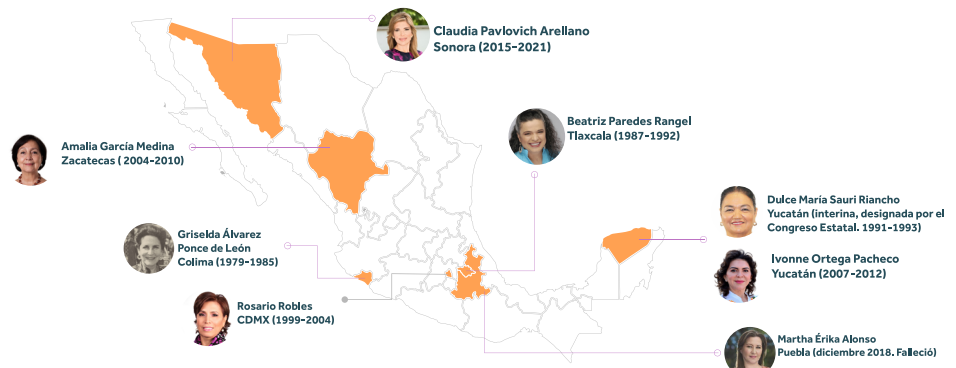 Claudia Pavlovich Arellano
Sonora (2015-2021)
Beatriz Paredes Rangel
Tlaxcala (1987-1992)
Amalia García Medina
Zacatecas ( 2004-2010)
Dulce María Sauri Riancho
Yucatán (interina, designada por el
Congreso Estatal. 1991-1993)
Griselda Álvarez
Ponce de León
Colima (1979-1985)
Ivonne Ortega Pacheco
Yucatán (2007-2012)
Rosario Robles
CDMX (1999-2004)
Martha Érika Alonso
Puebla (diciembre 2018. Falleció)